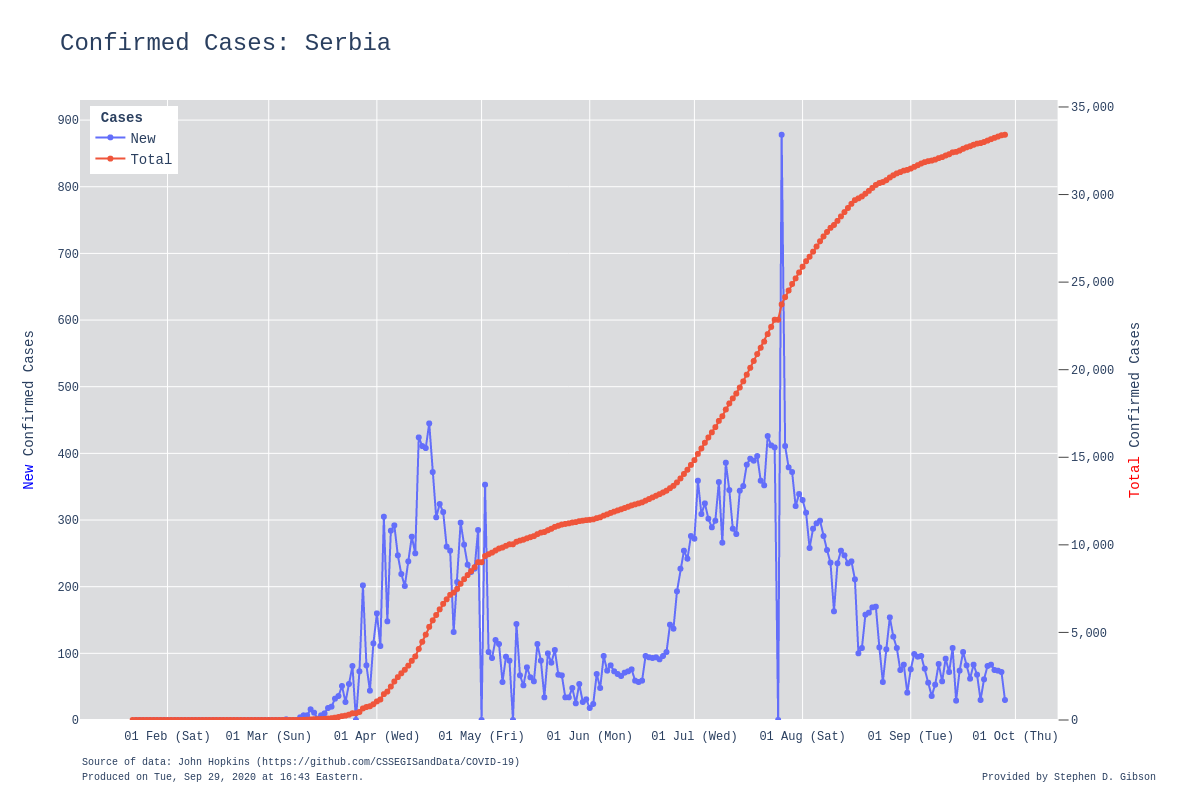 Confirmed Cases: Serbia
Cases
New
Total
900
800
700
600
500
400
300
200
100
0
35,000
30,000
25,000
20,000
15,000
10,000
5,000
0
New Confirmed Cases
Total Confirmed Cases
01 Feb (Sat) 01 Mar (Sun) 01 Apr (Wed) 01 May (Fri) 01 Jun (Mon) 01 Jul (Wed) 01 Aug (Sat) 01 Sep (Tue) 01 Oct (Thu)
Source of data: John Hopkins (https://github.com/CSSEGISandData/COVID-19)
Produced on Tue, Sep 29, 2020 at 16:43 Eastern.
Provided by Stephen D. Gibson